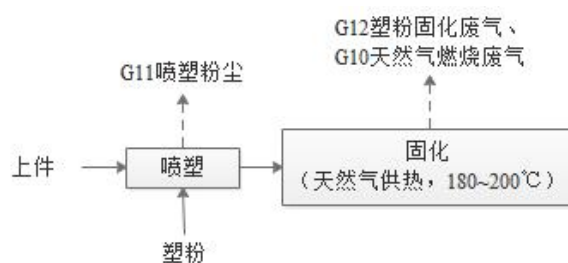 G12塑粉固化废气、
G10天然气燃烧废气
G11喷塑粉尘
上件
喷塑
固化
（天然气供热，180~200℃）
塑粉